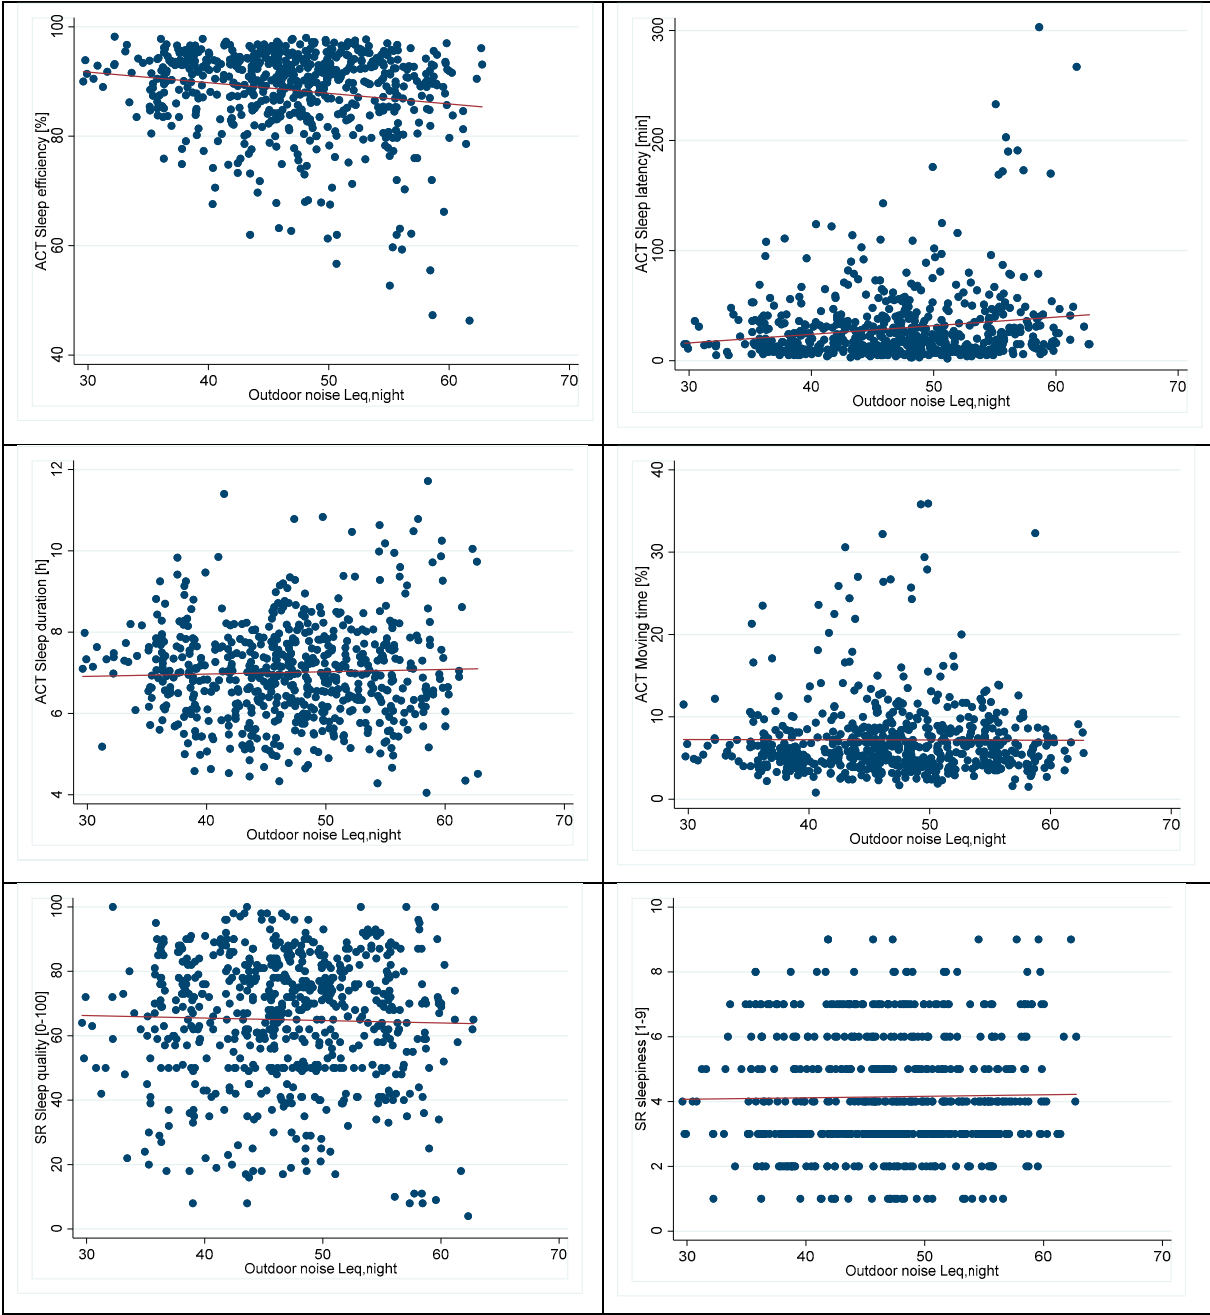 ACT Sleep efficiency [%]
100
80
60
40
30 40 50 60 70
Outdoor noise Leq,night
ACT Sleep latency [min]
300
200
100
0
30 40 50 60 70
Outdoor noise Leq,night
ACT Sleep duration [h]
12
10
8
6
4
30 40 50 60 70
Outdoor noise Leq,night
ACT Moving time [%]
40
30
20
10
0
30 40 50 60 70
Outdoor noise Leq,night
SR Sleep quality [0-100]
100
80
60
40
20
0
30 40 50 60 70
Outdoor noise Leq,night
SR sleepiness [1-9]
10
8
6
4
2
0
30 40 50 60 70
Outdoor noise Leq,night